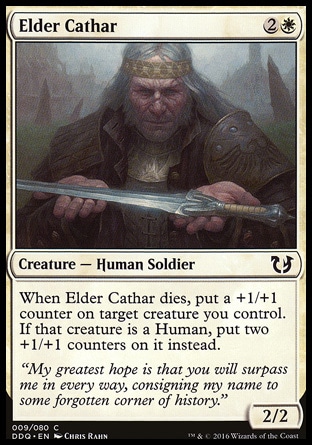 Elder Cathar 2
Creature — Human Soldier
When Elder Cathar dies, put a +1/+1
counter on target creature you control.
If that creature is a Human, put two
+1/+1 counters on it instead.
“My greatest hope is that you will surpass
me in every way, consigning my name to
some forgotten corner of history.”
2/2
009/080 C
DDQ • EN Chris Rahn ™ & © 2016 Wizards of the Coast